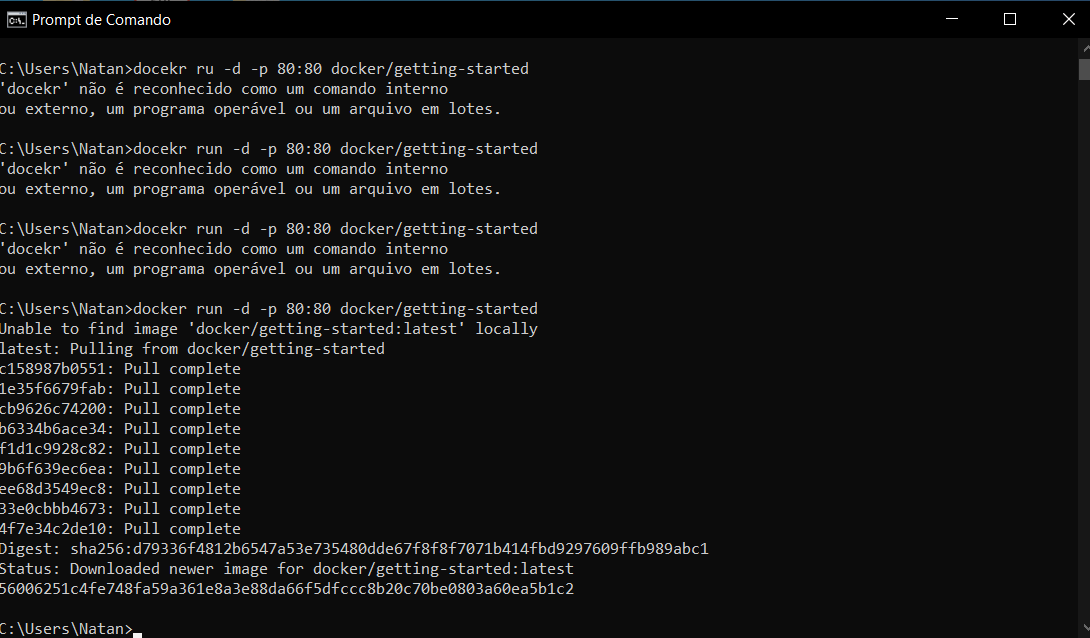 Prompt de Comando
C:\Users\Natan>docekr ru -d -p 80:80 docker/getting-started
'docekr' não é reconhecido como um comando interno
ou externo, um programa operável ou um arquivo em lotes.
C:\Users\Natan>docekr run -d -p 80:80 docker/getting-started
'docekr' não é reconhecido como um comando interno
ou externo, um programa operável ou um arquivo em lotes.
C:\Users\Natan>docekr run -d -p 80:80 docker/getting-started
'docekr' não é reconhecido como um comando interno
ou externo, um programa operável ou um arquivo em lotes.
C:\Users\Natan>docker run -d -p 80:80 docker/getting-started
Unable to find image 'docker/getting-started:latest' locally
latest: Pulling from docker/getting-started
c158987b0551: Pull complete
1e35f6679fab: Pull complete
cb9626c74200: Pull complete
b6334b6ace34: Pull complete
f1d1c9928c82: Pull complete
9b6f639ec6ea: Pull complete
ee68d3549ec8: Pull complete
33e0cbbb4673: Pull complete
4f7e34c2de10: Pull complete
Digest: sha256:d79336f4812b6547a53e735480dde67f8f8f7071b414fbd9297609ffb989abc1
Status: Downloaded newer image for docker/getting-started:latest
56006251c4fe748fa59a361e8a3e88da66f5dfccc8b20c70be0803a60ea5b1c2
C:\Users\Natan>